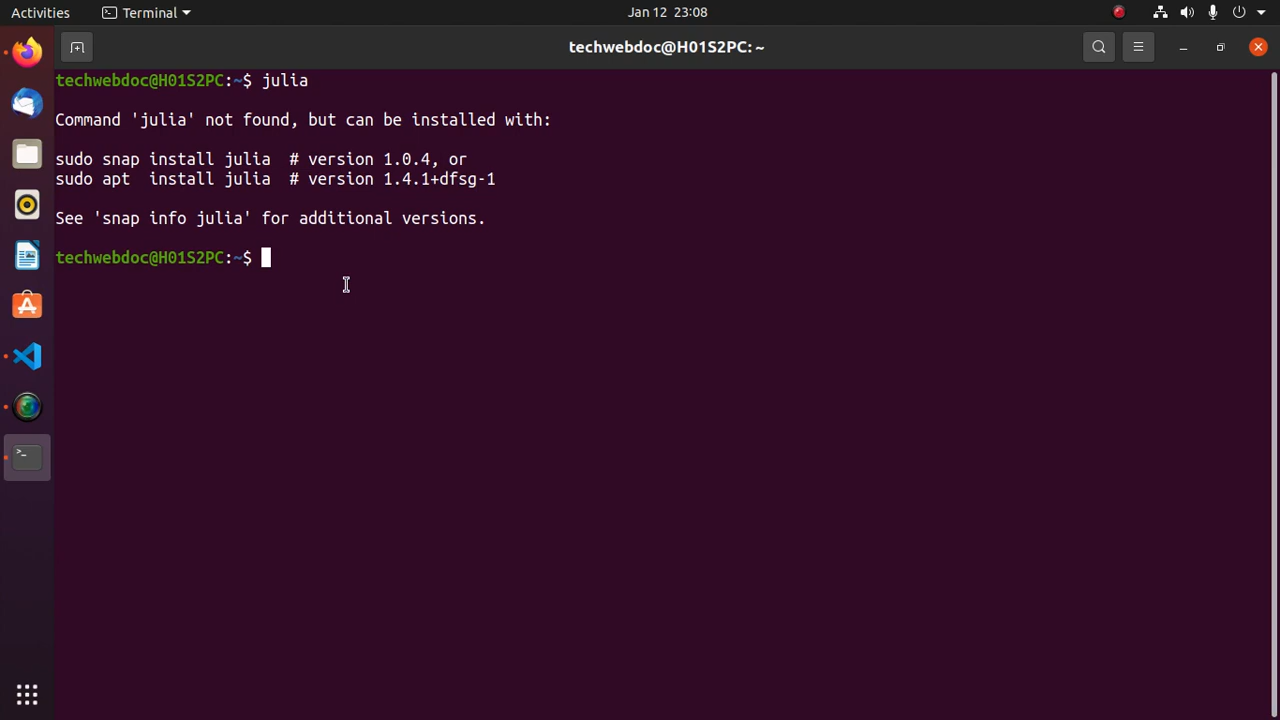 Activities
Terminal
Jan 12 23:08
techwebdoc@H01S2PC: ~
techwebdoc@H01S2PC:~$ julia
Command 'julia' not found, but can be installed with:
sudo snap install julia  # version 1.0.4, or
sudo apt  install julia  # version 1.4.1+dfsg-1
See 'snap info julia' for additional versions.
techwebdoc@H01S2PC:~$